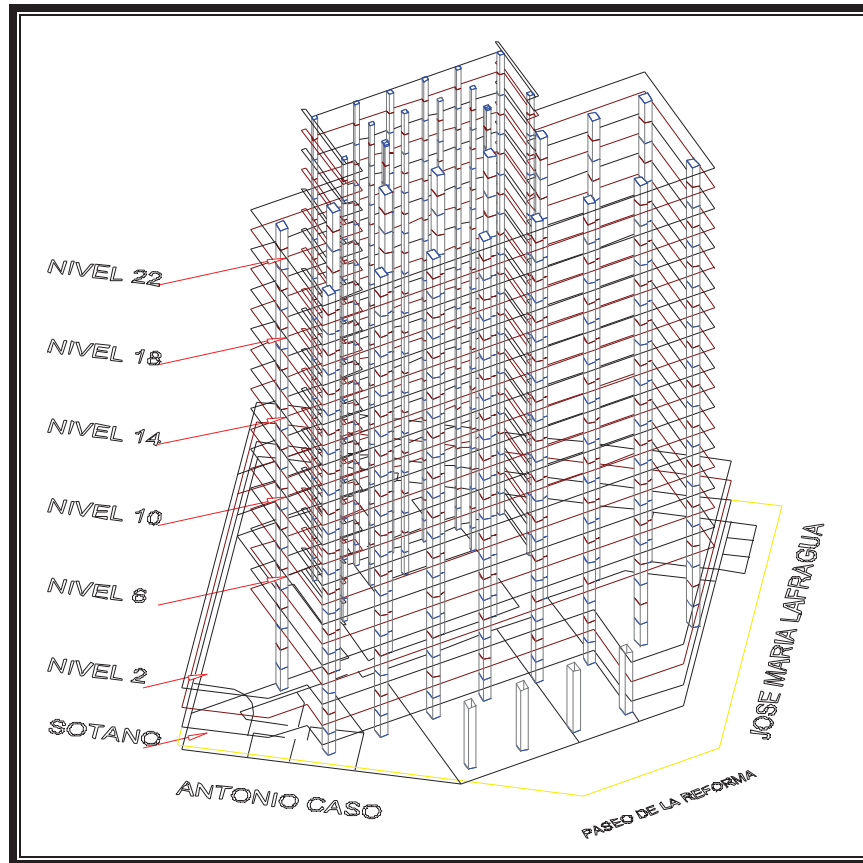 NIVEL 22
NIVEL 18
NIVEL 14
NIVEL 10
NIVEL 6
NIVEL 2
SOTANO
ANTONIO CASO
PASEO DE LA REFORMA
JOSE MARIA LAFRAGUA